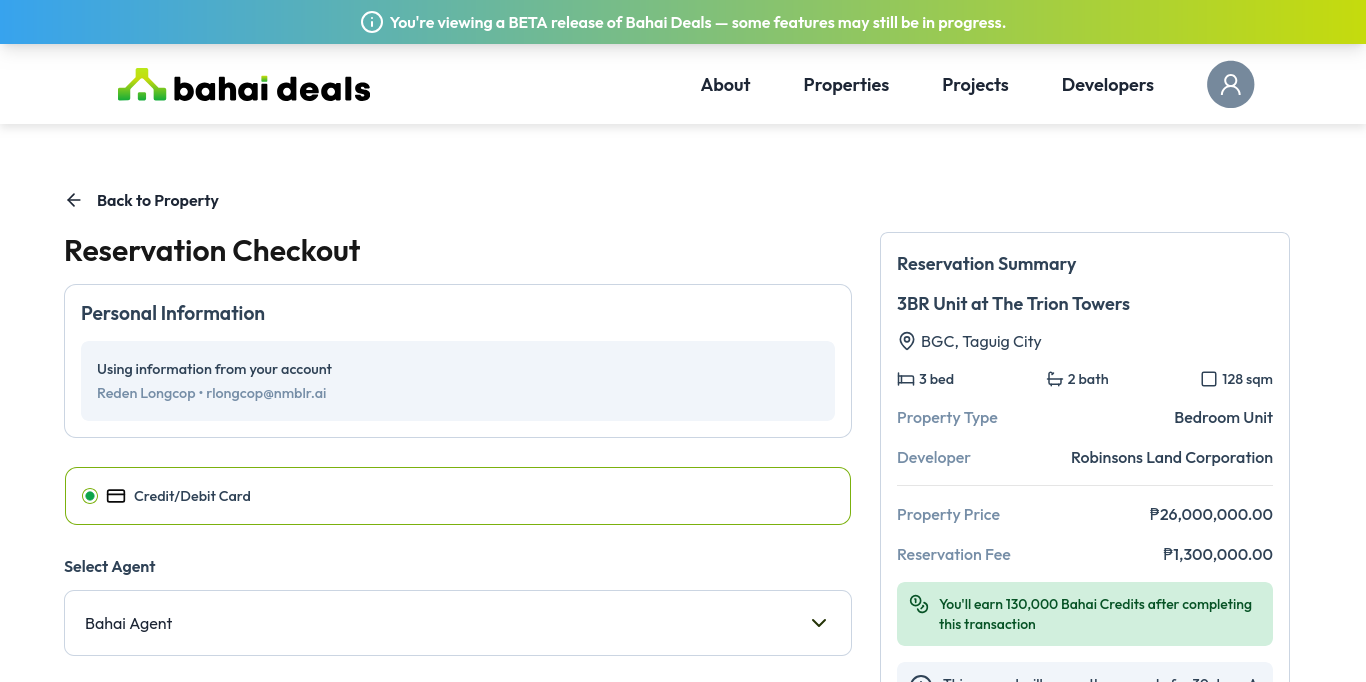 You're viewing a BETA release of Bahai Deals — some features may still be in progress.
bahai deals
About
Properties
Projects
Developers
Back to Property
Reservation Checkout
Personal Information
Using information from your account
Reden Longcop • rlongcop@nmblr.ai
Credit/Debit Card
Select Agent
Bahai Agent
Reservation Summary
3BR Unit at The Trion Towers
BGC, Taguig City
3 bed
2 bath
128 sqm
Property Type
Bedroom Unit
Developer
Robinsons Land Corporation
Property Price
₱26,000,000.00
Reservation Fee
₱1,300,000.00
You'll earn 130,000 Bahai Credits after completing
this transaction